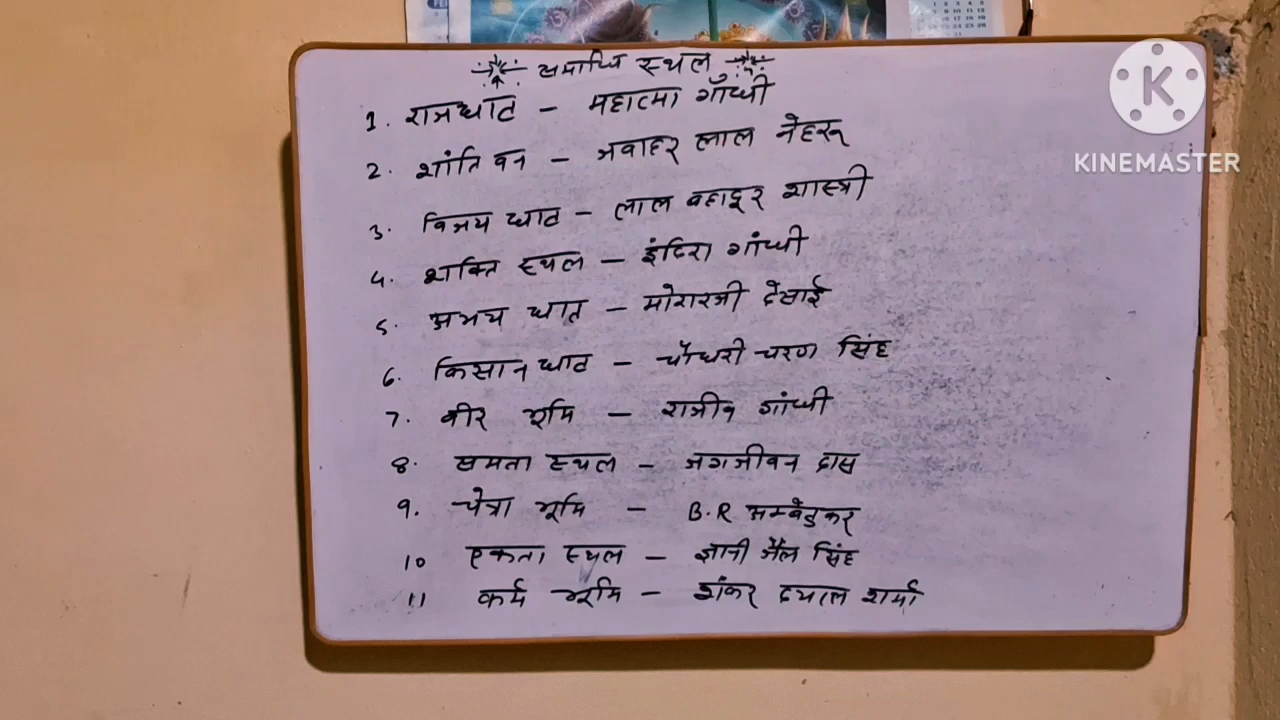 समाधि स्थल
1. राजघाट - महात्मा गाँधी
2. शांति वन - जवाहर लाल नेहरू
3. विजय घाट - लाल बहादुर शास्त्री
4. शक्ति स्थल - इंदिरा गांधी
5. अभय घाट - मोरारजी देसाई
6. किसान घाट - चौधरी चरण सिंह
7. वीर भूमि - राजीव गांधी
8. समता स्थल - जगजीवन दास
9. चेत्रा भूमि - B.R अम्बेडकर
10 एकता स्थल - ज्ञानी जैल सिंह
11 कर्म भूमि - शंकर दयाल शर्मा
K
KINEMASTER